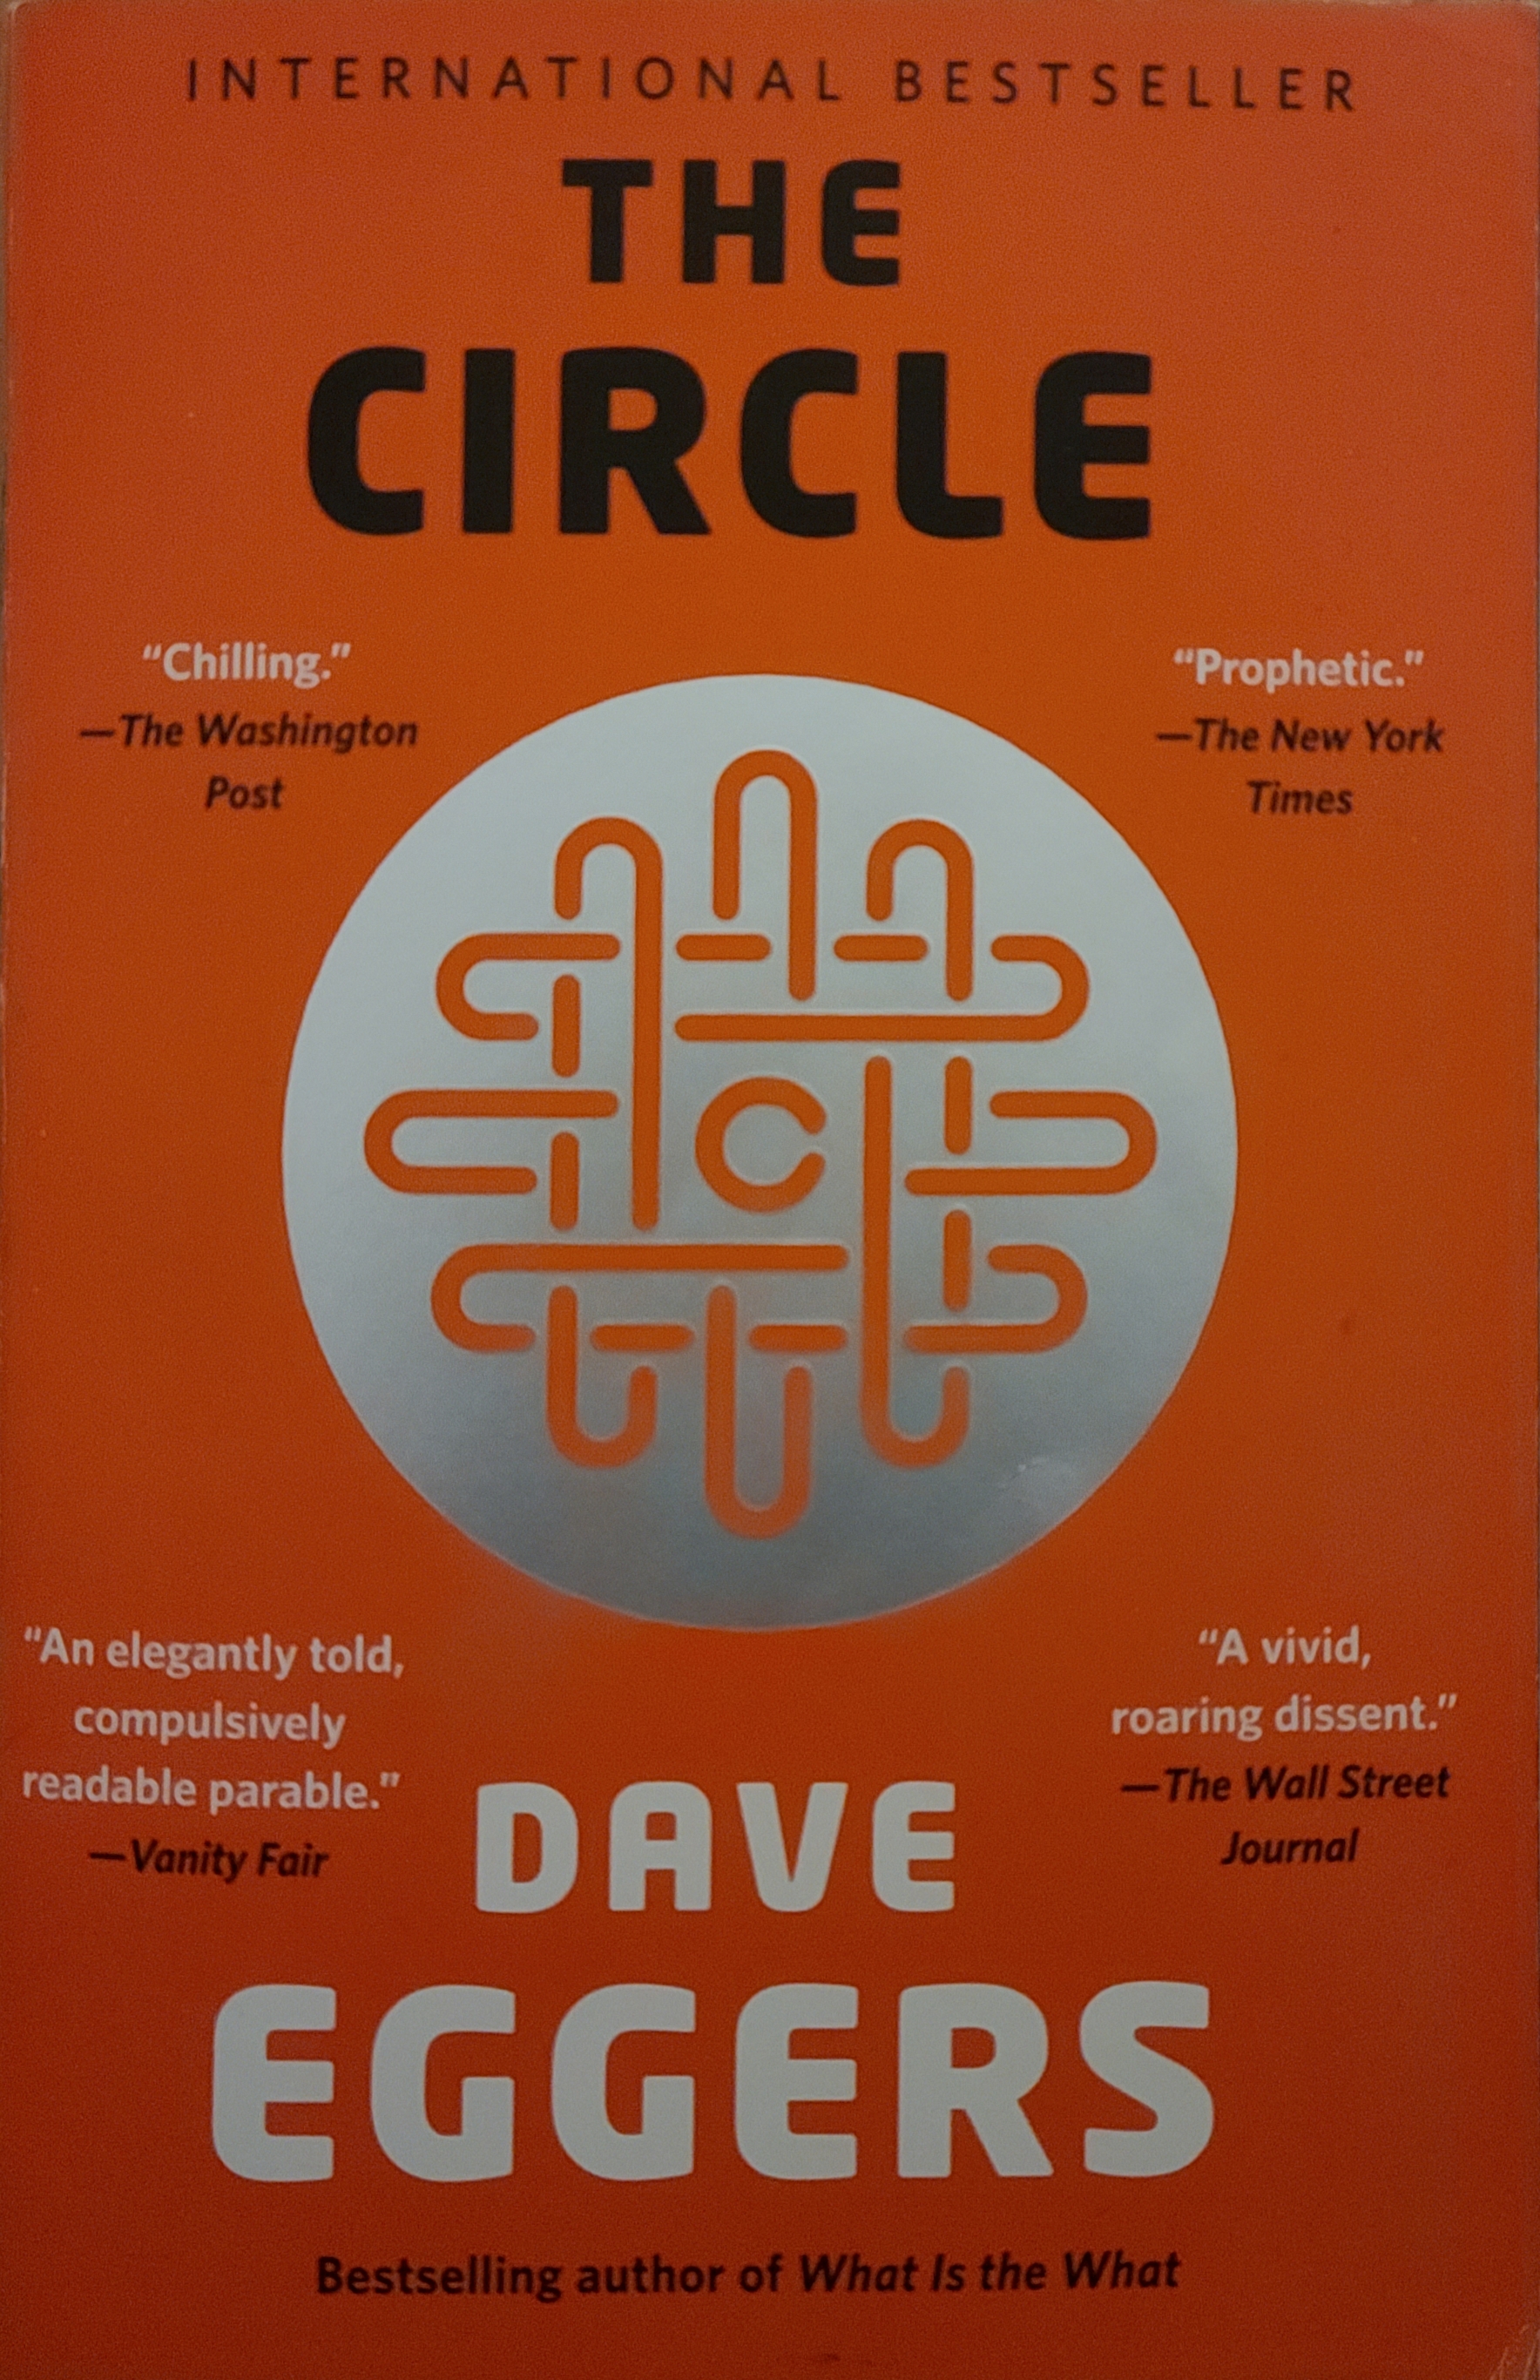 INTERNATIONAL BESTSELLER
THE
CIRCLE
“Chilling.”
—The Washington
Post
“Prophetic.”
—The New York
Times
C
“An elegantly told,
compulsively
readable parable.”
—Vanity Fair
“A vivid,
roaring dissent.”
—The Wall Street
Journal
DAVE
EGGERS
Bestselling author of What Is the What